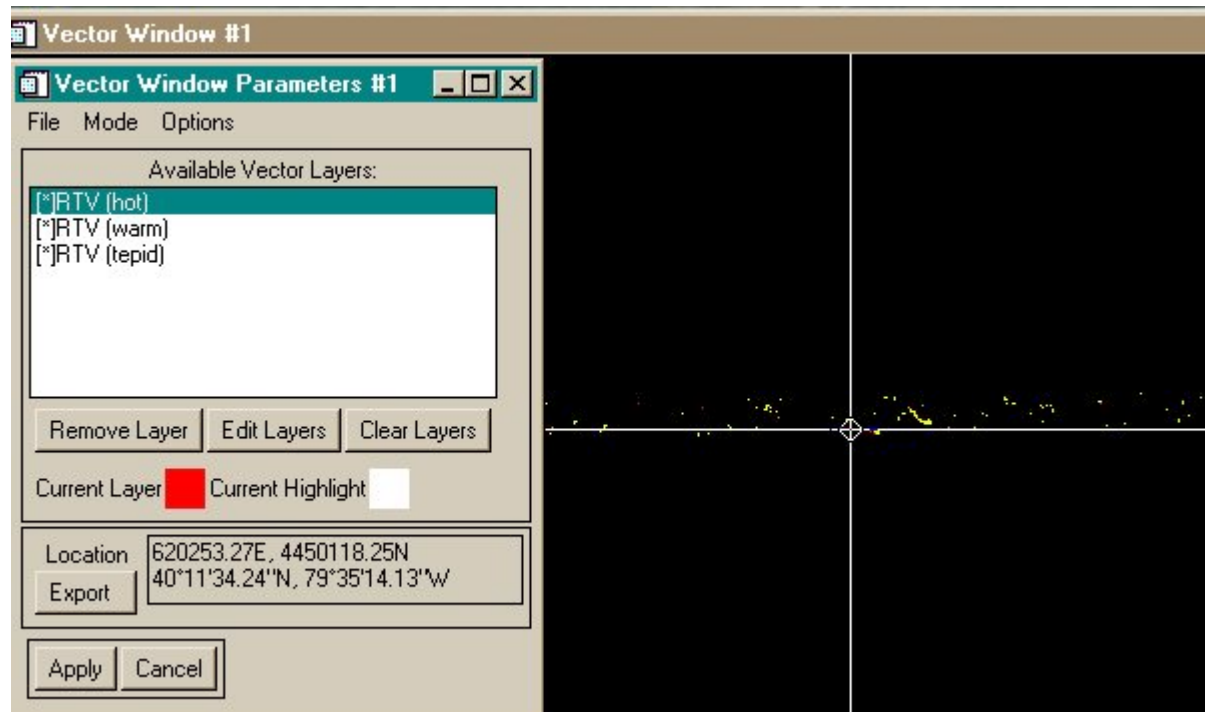 Vector Window #1
Vector Window Parameters #1
File Mode Options
Available Vector Layers:
[*]RTV (hot)
[*]RTV (warm)
[*]RTV (tepid)
Remove Layer Edit Layers Clear Layers
Current Layer Current Highlight
Location 620253.27E, 4450118.25N
40°11'34.24"N, 79°35'14.13"W
Export
Apply Cancel